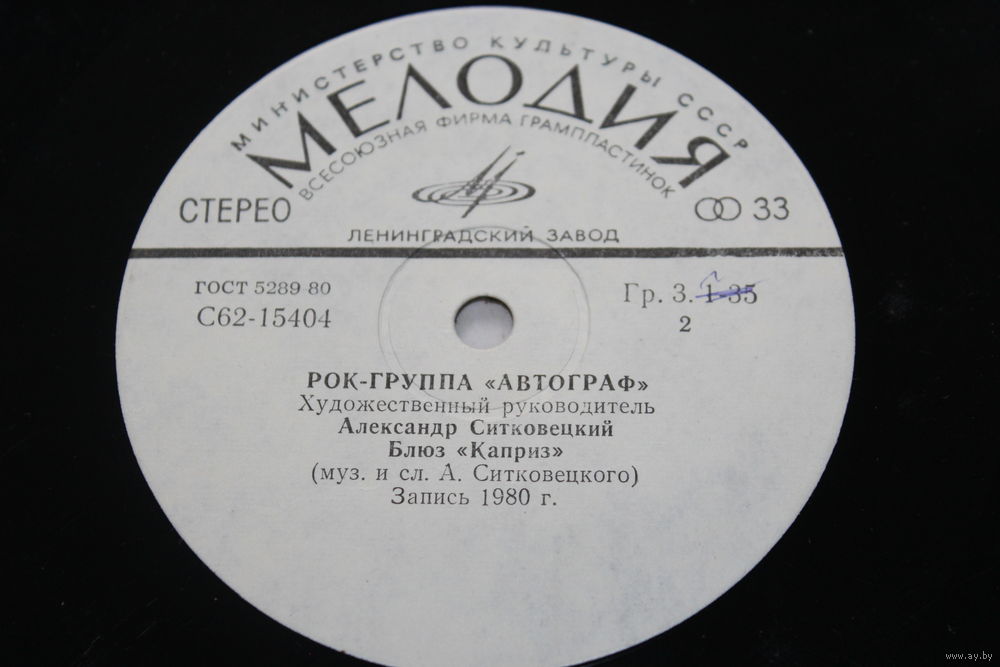 МИНИСТЕРСТВО КУЛЬТУРЫ СССР
МЕЛОДИЯ
ВСЕСОЮЗНАЯ ФИРМА ГРАМПЛАСТИНОК
СТЕРЕО
33
ЛЕНИНГРАДСКИЙ ЗАВОД
ГОСТ 5289-80
Гр. 3. 1-35
С62-15404
2
РОК-ГРУППА «АВТОГРАФ»
Художественный руководитель
Александр Ситковецкий
Блюз «Каприз»
(муз. и сл. А. Ситковецкого)
Запись 1980 г.
www.ay.by